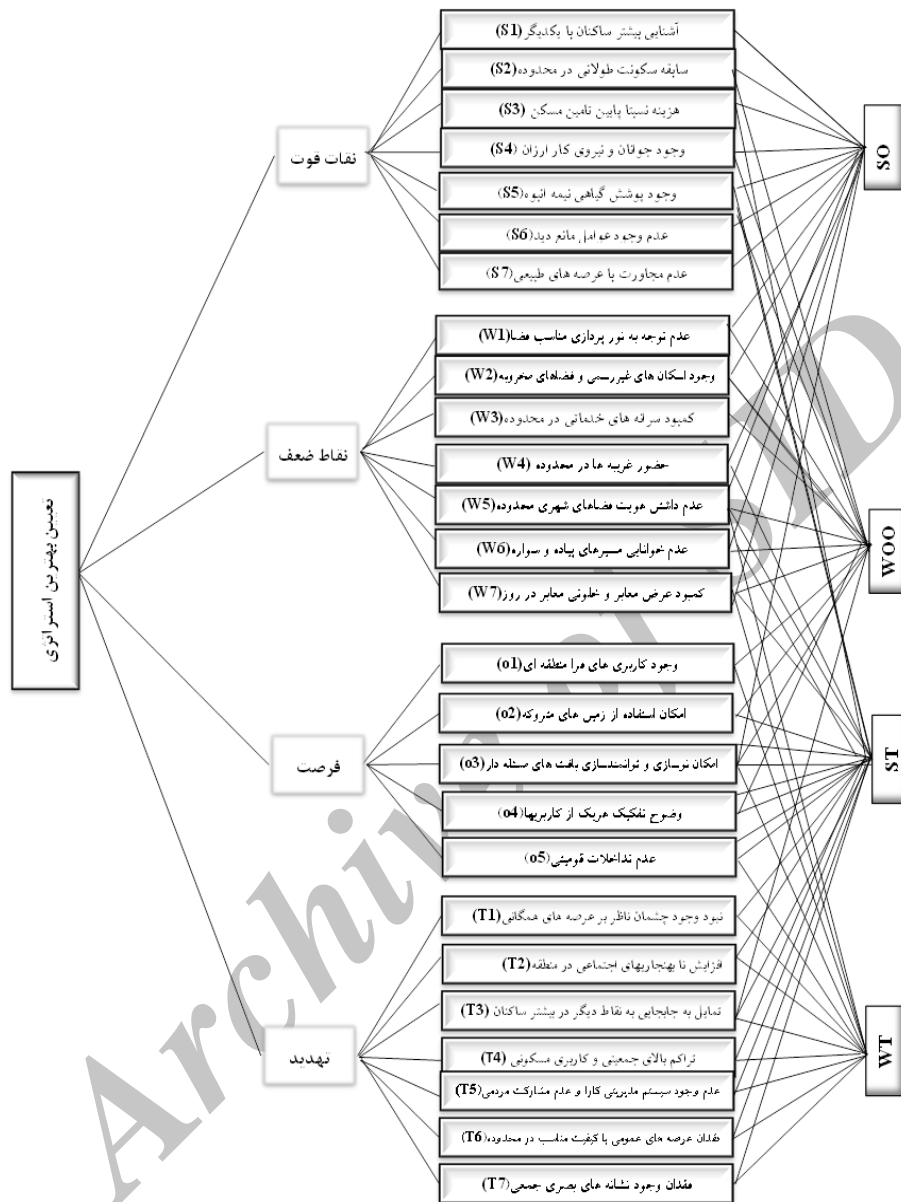 تعیین بهترین استراتژی
نقات قوت
آشنایی بیشتر ساکنان با یکدیگر (S1)
سابقه سکونت طولانی در محدوده(S2)
هزینه نسبتا پایین تامین مسکن (S3)
وجود جوانان و نیروی کار ارزان (S4)
وجود پوشش گیاهی نیمه انبوه(S5)
عدم وجود عوامل مانع دید(S6)
عدم مجاورت با عرصه های طبیعی(S7)
نقاط ضعف
عدم توجه به نور پردازی مناسب فضا(W1)
وجود اسکان های غیررسمی و فضاهای مخروبه(W2)
کمبود سرانه های خدماتی در محدوده(W3)
حضور غریبه ها در محدوده (W4)
عدم داشتن هویت فضاهای شهری محدوده(W5)
عدم خوانایی مسیرهای پیاده و سواره(W6)
کمبود عرض معابر و خلوتی معابر در روز(W7)
فرصت
وجود کاربری های فرا منطقه ای(o1)
امکان استفاده از زمین های متروکه(o2)
امکان نوسازی و توانمندسازی بافت های مسئله دار(o3)
وضوح تفکیک هریک از کاربریها(o4)
عدم تداخلات قومیتی(o5)
تهدید
نبود وجود چشمان ناظر بر عرصه های همگانی(T1)
افزایش نا بهنجاریهای اجتماعی در منطقه(T2)
تمایل به جابجایی به نقاط دیگر در بیشتر ساکنان (T3)
تراکم بالای جمعیتی و کاربری مسکونی (T4)
عدم وجود سیستم مدیریتی کارا و عدم مشارکت مردمی(T5)
فقدان عرصه های عمومی با کیفیت مناسب در محدوده(T6)
فقدان وجود نشانه های بصری جمعی(T7)
SO
WOO
ST
WT
Archive of SID